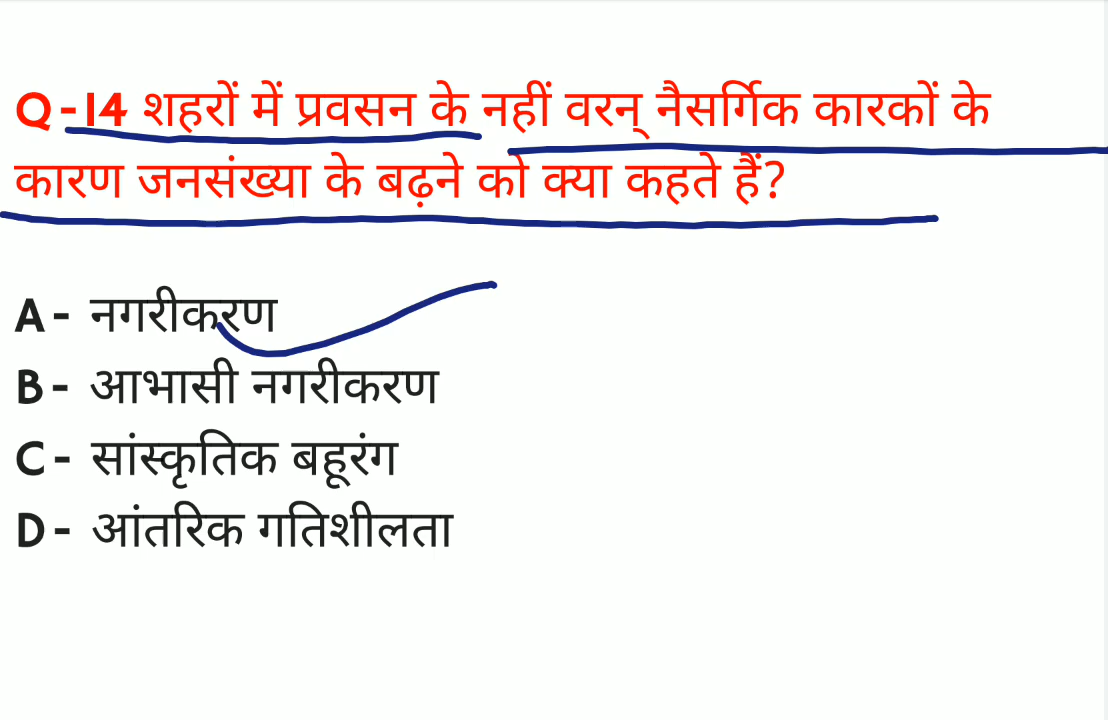 Q-14 शहरों में प्रवसन के नहीं वरन् नैसर्गिक कारकों के
कारण जनसंख्या के बढ़ने को क्या कहते हैं?
A- नगरीकरण
B- आभासी नगरीकरण
C- सांस्कृतिक बहूरंग
D- आंतरिक गतिशीलता